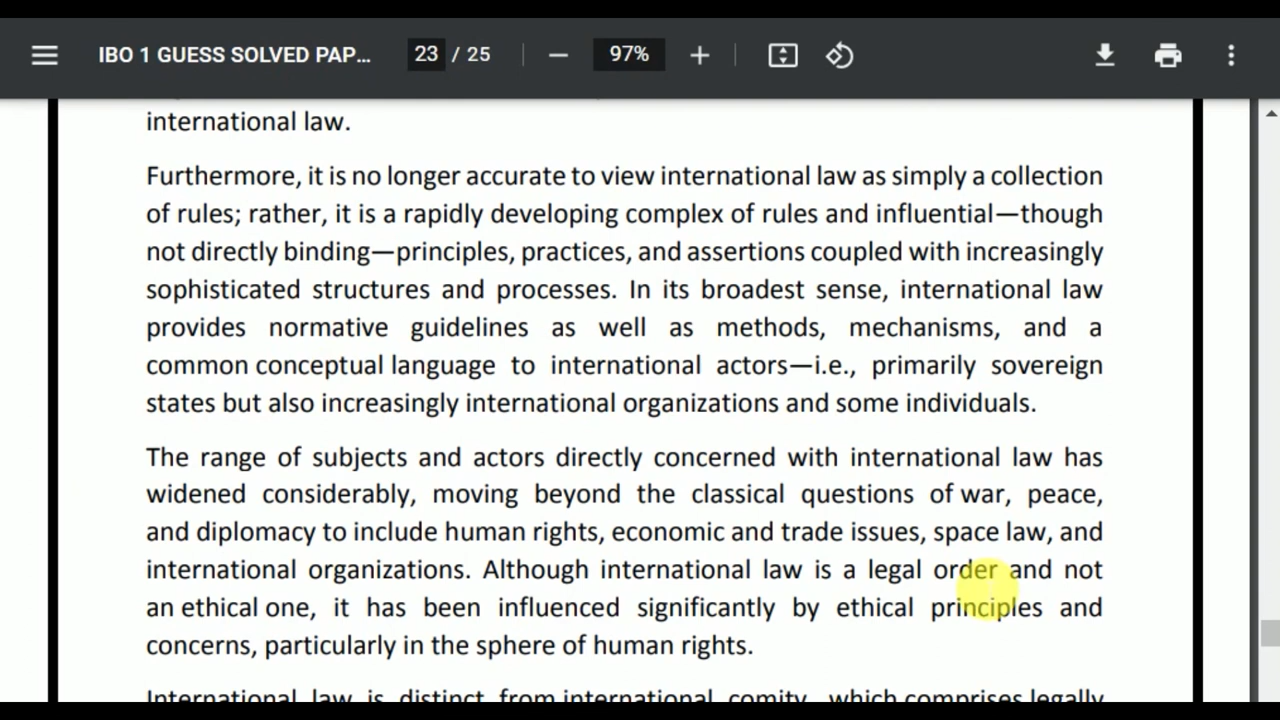 IBO 1 GUESS SOLVED PAP... 23 / 25 97%
international law.
Furthermore, it is no longer accurate to view international law as simply a collection
of rules; rather, it is a rapidly developing complex of rules and influential—though
not directly binding—principles, practices, and assertions coupled with increasingly
sophisticated structures and processes. In its broadest sense, international law
provides normative guidelines as well as methods, mechanisms, and a
common conceptual language to international actors—i.e., primarily sovereign
states but also increasingly international organizations and some individuals.
The range of subjects and actors directly concerned with international law has
widened considerably, moving beyond the classical questions of war, peace,
and diplomacy to include human rights, economic and trade issues, space law, and
international organizations. Although international law is a legal order and not
an ethical one, it has been influenced significantly by ethical principles and
concerns, particularly in the sphere of human rights.
International law is distinct from international comity, which comprises legally